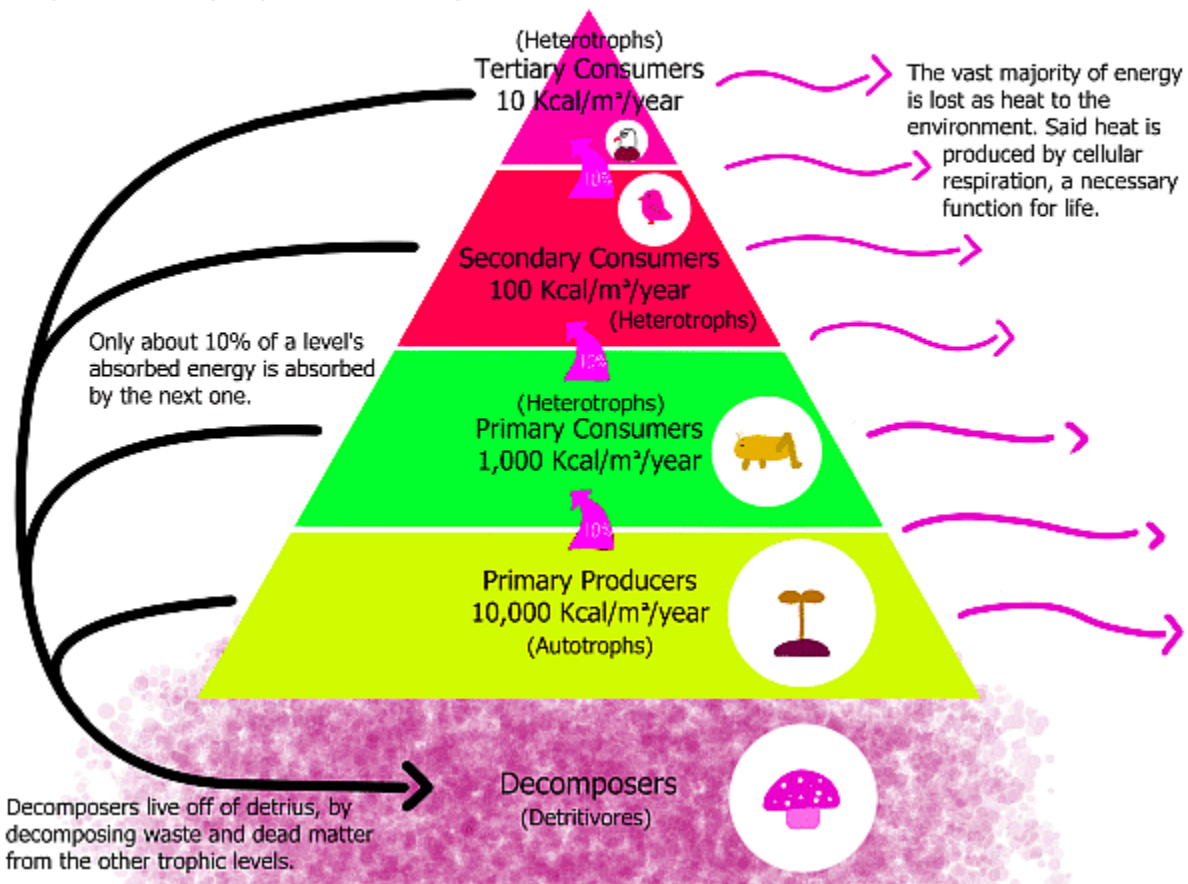 (Heterotrophs)
Tertiary Consumers
10 Kcal/m²/year
The vast majority of energy
is lost as heat to the
environment. Said heat is
produced by cellular
respiration, a necessary
function for life.
10%
Secondary Consumers
100 Kcal/m²/year
(Heterotrophs)
Only about 10% of a level's
absorbed energy is absorbed
by the next one.
10%
(Heterotrophs)
Primary Consumers
1,000 Kcal/m²/year
10%
Primary Producers
10,000 Kcal/m²/year
(Autotrophs)
Decomposers
(Detritivores)
Decomposers live off of detrius, by
decomposing waste and dead matter
from the other trophic levels.